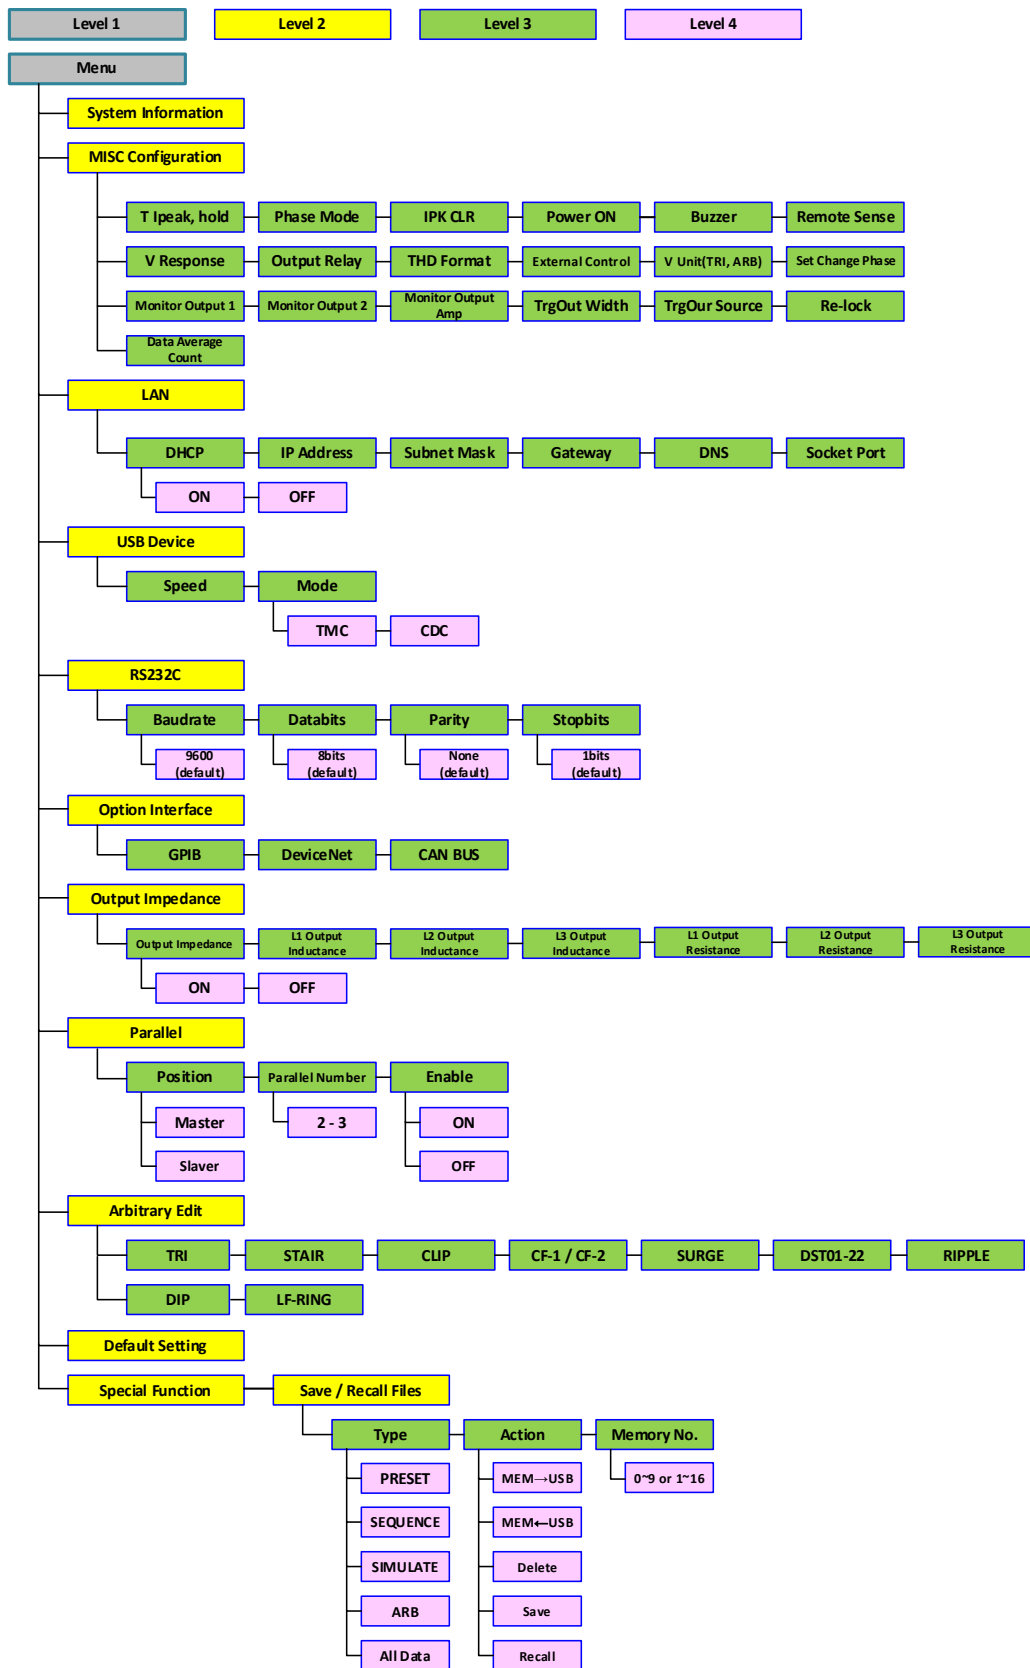 Level 1
Level 2
Level 3
Level 4
Menu
System Information
MISC Configuration
T Ipeak, hold
Phase Mode
IPK CLR
Power ON
Buzzer
Remote Sense
V Response
Output Relay
THD Format
External Control
V Unit(TRI, ARB)
Set Change Phase
Monitor Output 1
Monitor Output 2
Monitor Output
Amp
TrgOut Width
TrgOur Source
Re-lock
Data Average
Count
LAN
DHCP
IP Address
Subnet Mask
Gateway
DNS
Socket Port
ON
OFF
USB Device
Speed
Mode
TMC
CDC
RS232C
Baudrate
Databits
Parity
Stopbits
9600
(default)
8bits
(default)
None
(default)
1bits
(default)
Option Interface
GPIB
DeviceNet
CAN BUS
Output Impedance
Output Impedance
L1 Output
Inductance
L2 Output
Inductance
L3 Output
Inductance
L1 Output
Resistance
L2 Output
Resistance
L3 Output
Resistance
ON
OFF
Parallel
Position
Parallel Number
Enable
Master
2 - 3
ON
Slaver
OFF
Arbitrary Edit
TRI
STAIR
CLIP
CF-1 / CF-2
SURGE
DST01-22
RIPPLE
DIP
LF-RING
Default Setting
Special Function
Save / Recall Files
Type
Action
Memory No.
PRESET
MEM→USB
0~9 or 1~16
SEQUENCE
MEM←USB
SIMULATE
Delete
ARB
Save
All Data
Recall